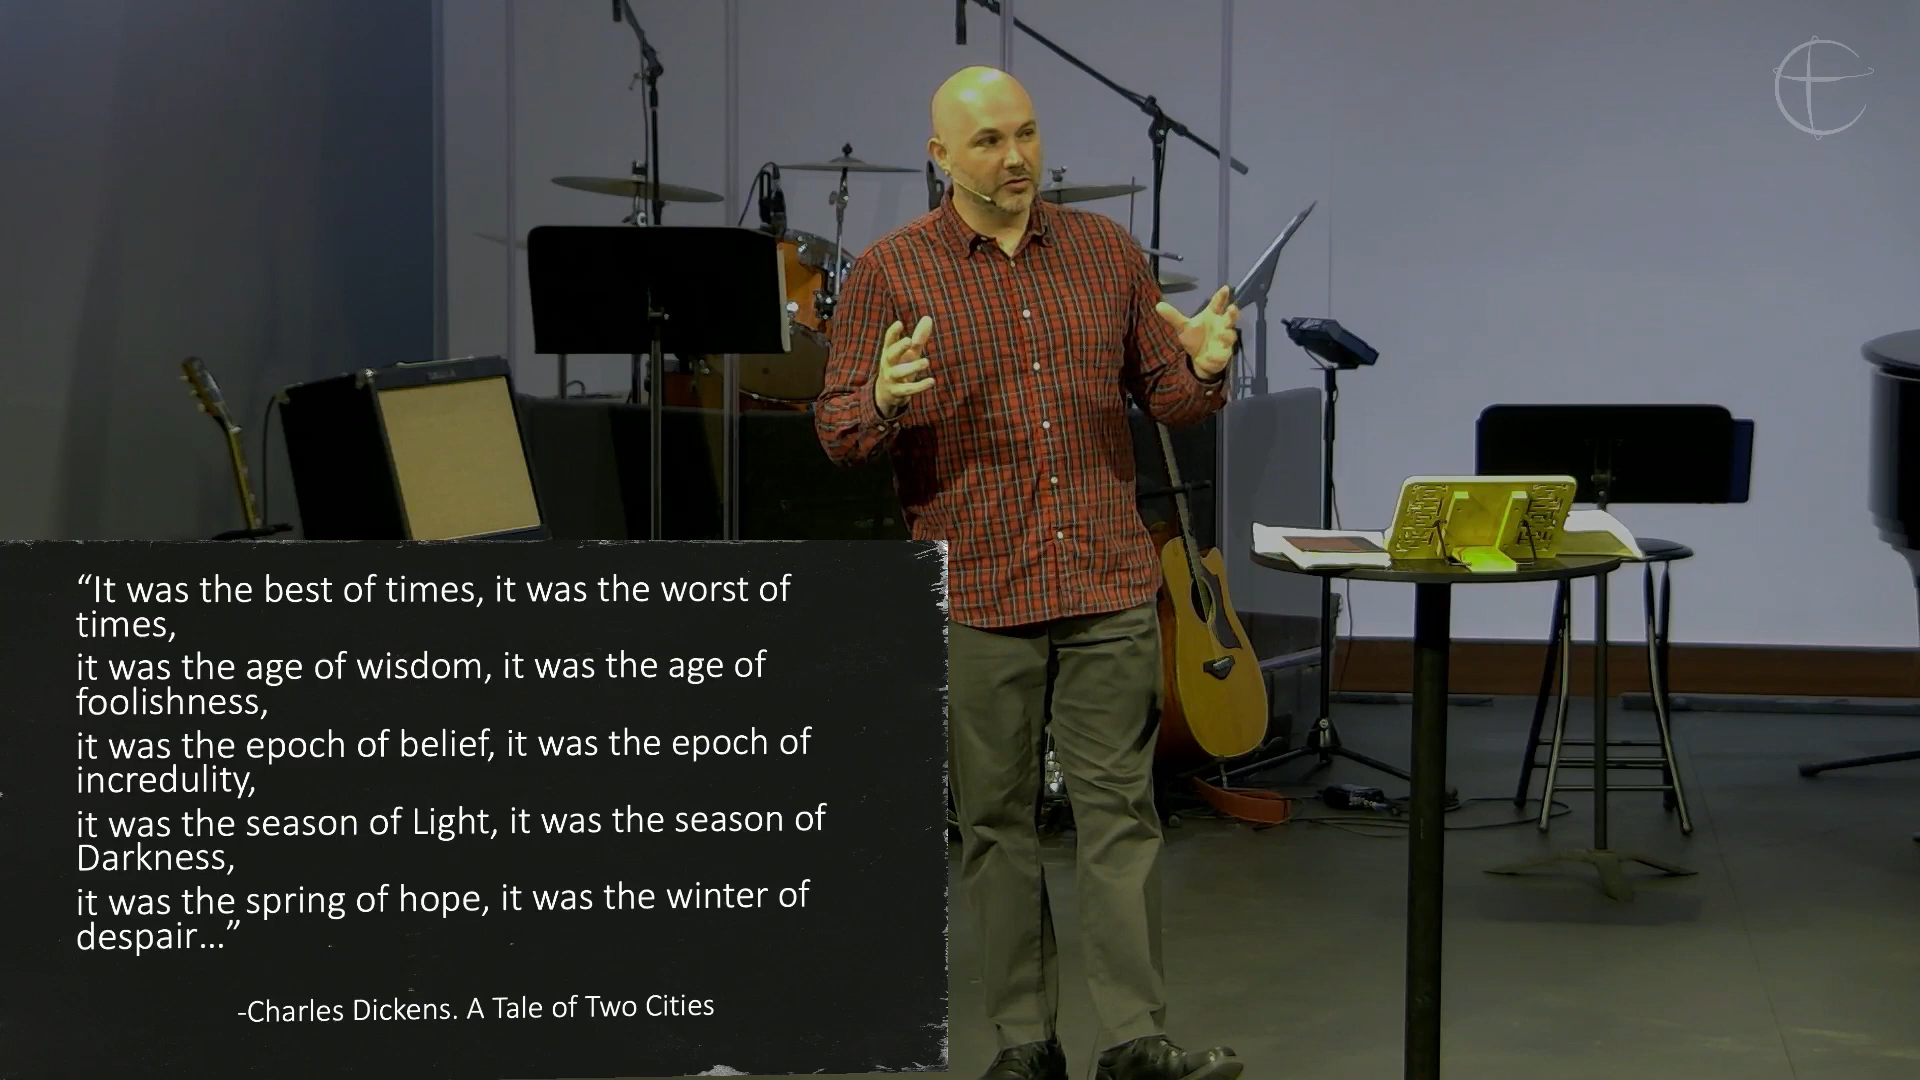 “It was the best of times, it was the worst of
times,
it was the age of wisdom, it was the age of
foolishness,
it was the epoch of belief, it was the epoch of
incredulity,
it was the season of Light, it was the season of
Darkness,
it was the spring of hope, it was the winter of
despair...”
-Charles Dickens. A Tale of Two Cities